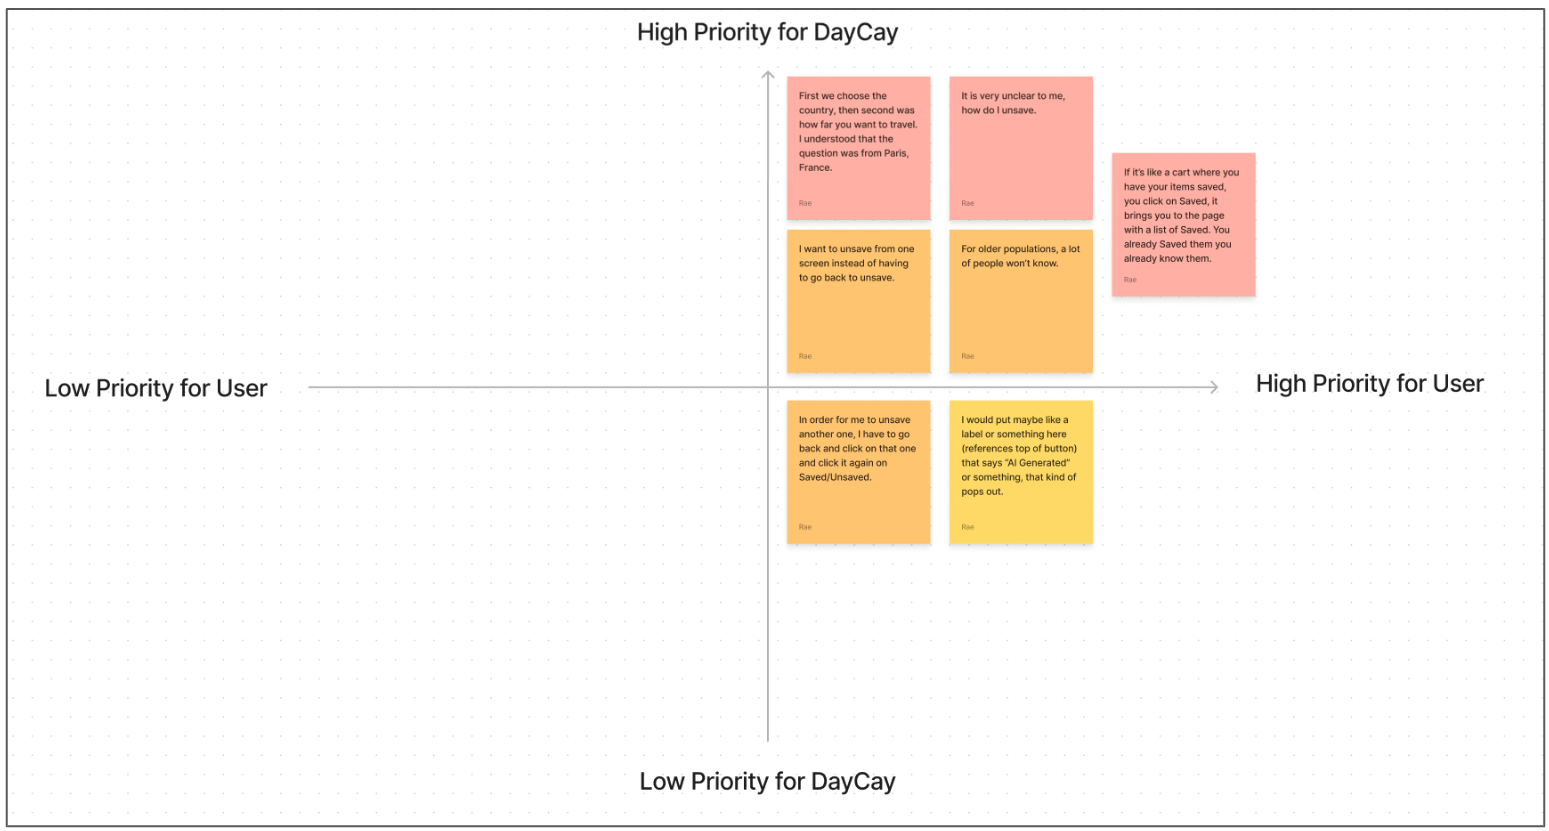 High Priority for DayCay
First we choose the
country, then second was
how far you want to travel.
I understood that the
question was from Paris,
France.
Rae
It is very unclear to me,
how do I unsave.
Rae
If it's like a cart where you
have your items saved,
you click on Saved, it
brings you to the page
with a list of Saved. You
already Saved them you
already know them.
Rae
I want to unsave from one
screen instead of having
to go back to unsave.
Rae
For older populations, a lot
of people won't know.
Rae
Low Priority for User
High Priority for User
In order for me to unsave
another one, I have to go
back and click on that one
and click it again on
Saved/Unsaved.
Rae
I would put maybe like a
label or something here
(references top of button)
that says "AI Generated"
or something, that kind of
pops out.
Rae
Low Priority for DayCay